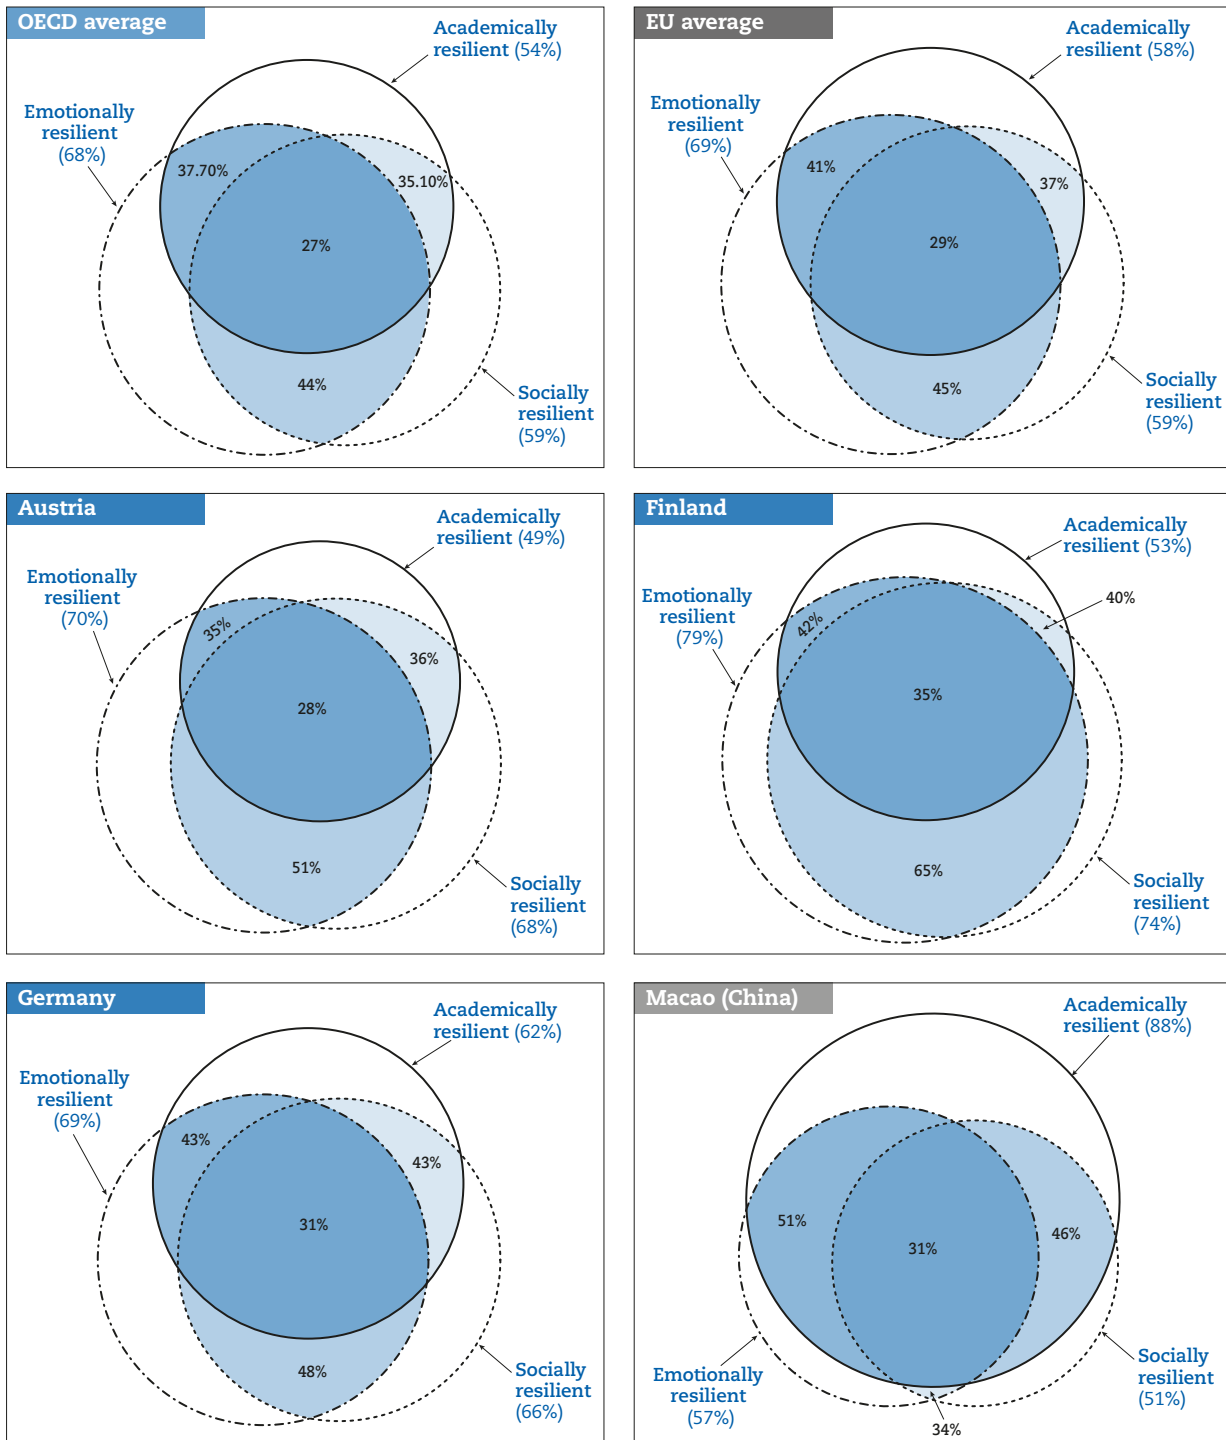 OECD average
Academically
resilient (54%)
Emotionally
resilient
(68%)
37.70%
35.10%
27%
44%
Socially
resilient
(59%)
EU average
Academically
resilient (58%)
Emotionally
resilient
(69%)
41%
37%
29%
45%
Socially
resilient
(59%)
Austria
Academically
resilient (49%)
Emotionally
resilient
(70%)
35%
36%
28%
51%
Socially
resilient
(68%)
Finland
Academically
resilient (53%)
Emotionally
resilient
(79%)
40%
42%
35%
65%
Socially
resilient
(74%)
Germany
Academically
resilient (62%)
Emotionally
resilient
(69%)
43%
43%
31%
48%
Socially
resilient
(66%)
Macao (China)
Academically
resilient (88%)
51%
46%
31%
Emotionally
resilient
(57%)
Socially
resilient
(51%)
34%